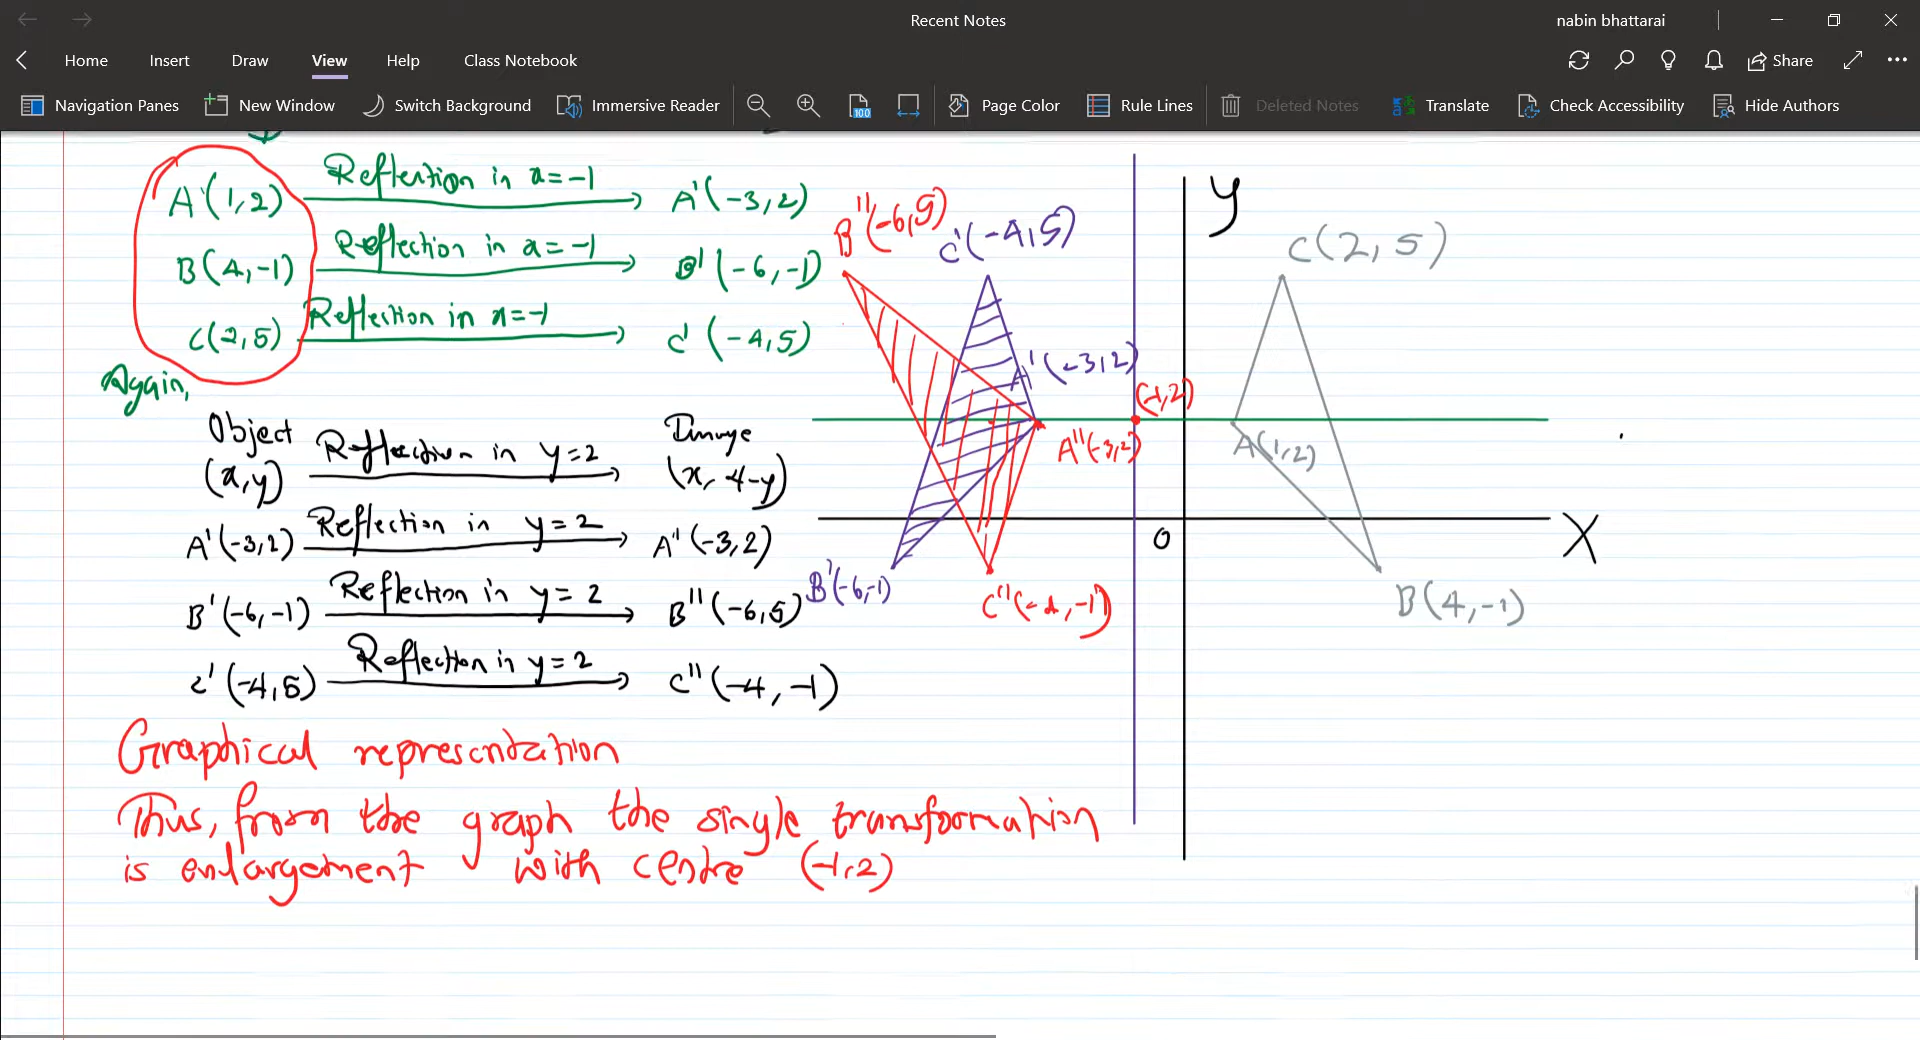 Recent Notes
nabin bhattarai
Home Insert Draw View Help Class Notebook
Share
Navigation Panes New Window Switch Background Immersive Reader 100 Page Color Rule Lines Deleted Notes Translate Check Accessibility Hide Authors
A(1,2) Reflection in x=-1 A'(-3,2)
B(4,-1) Reflection in x=-1 B'(-6,-1)
C(2,5) Reflection in x=-1 C'(-4,5)
Again,
Object Reflection in y=2 Image
(x,y) (x, 4-y)
A'(-3,2) Reflection in y=2 A"(-3,2)
B'(-6,-1) Reflection in y=2 B"(-6,5)
C'(-4,5) Reflection in y=2 C"(-4,-1)
Graphical representation
Thus, from the graph the single transformation
is enlargement with centre (-1,2)
B"(-6,5)
C'(-4,5)
Y
C(2,5)
A'(-3,2)
(-1,2)
A"(-3,2)
A(1,2)
O
X
B'(-6,-1)
C"(-4,-1)
B(4,-1)